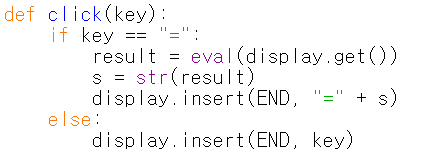 def click(key):
    if key == "=":
        result = eval(display.get())
        s = str(result)
        display.insert(END, "=" + s)
    else:
        display.insert(END, key)